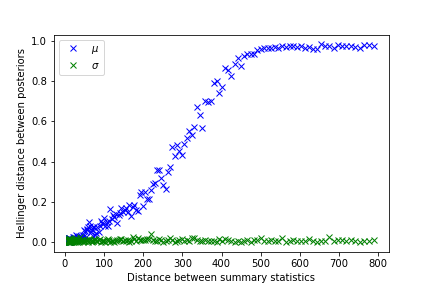 1.0
0.8
0.6
0.4
0.2
0.0
Hellinger distance between posteriors
μ
σ
0 100 200 300 400 500 600 700 800
Distance between summary statistics